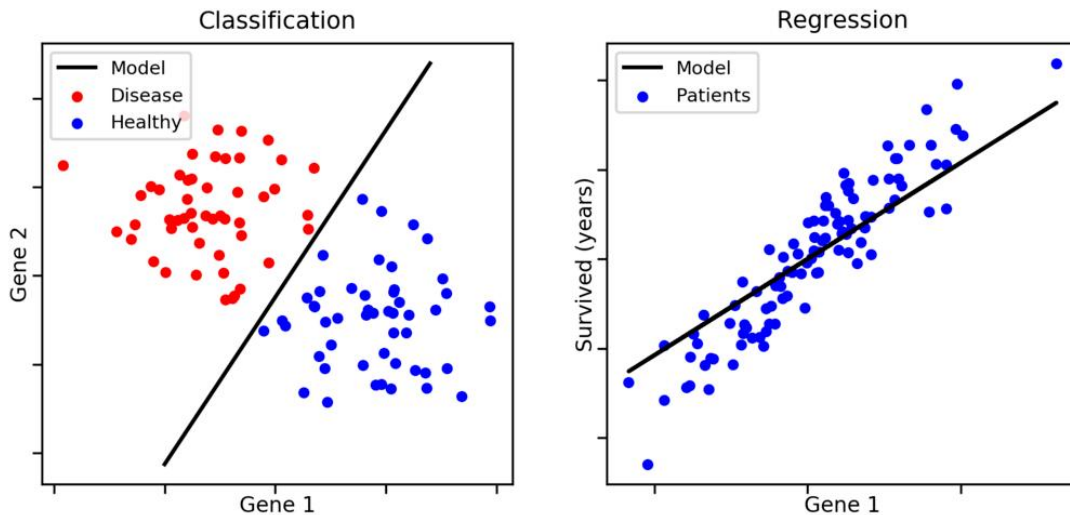 Classification
Model
Disease
Healthy
Gene 2
Gene 1
Regression
Model
Patients
Survived (years)
Gene 1